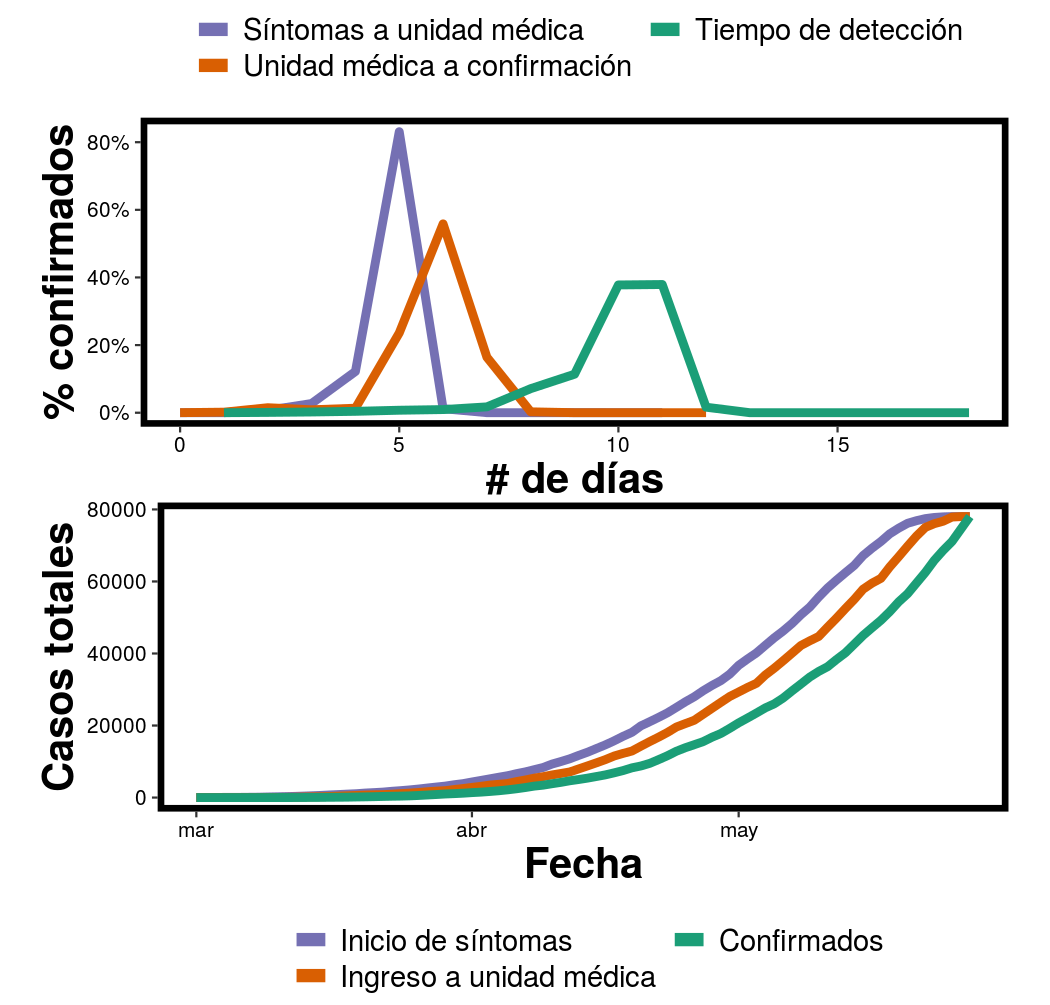 Síntomas a unidad médica
Tiempo de detección
Unidad médica a confirmación
% confirmados
80%
60%
40%
20%
0%
0
5
10
15
# de días
Casos totales
80000
60000
40000
20000
0
mar
abr
may
Fecha
Inicio de síntomas
Confirmados
Ingreso a unidad médica